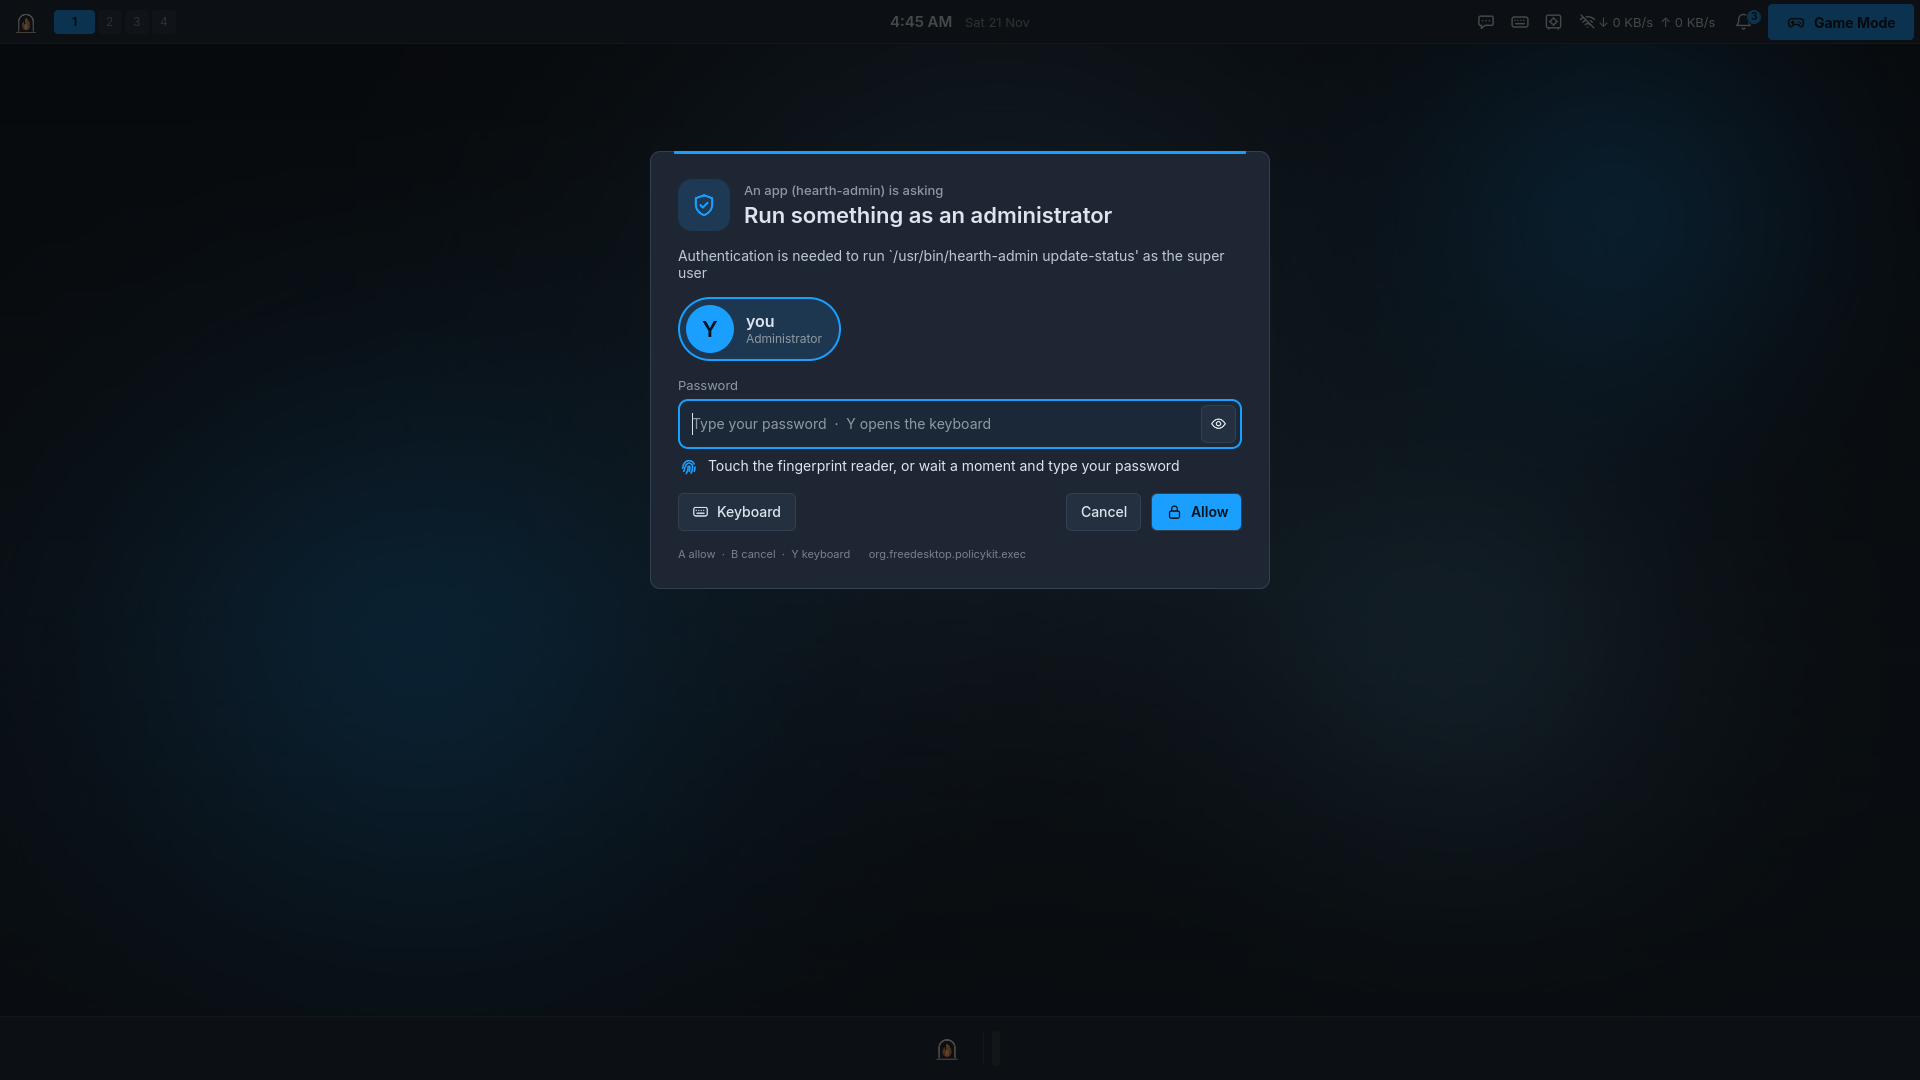 1 2 3 4
4:45 AM Sat 21 Nov
↓ 0 KB/s ↑ 0 KB/s
3
Game Mode
An app (hearth-admin) is asking
Run something as an administrator
Authentication is needed to run `/usr/bin/hearth-admin update-status' as the super
user
Y
you
Administrator
Password
Type your password · Y opens the keyboard
Touch the fingerprint reader, or wait a moment and type your password
Keyboard
Cancel
Allow
A allow · B cancel · Y keyboard org.freedesktop.policykit.exec